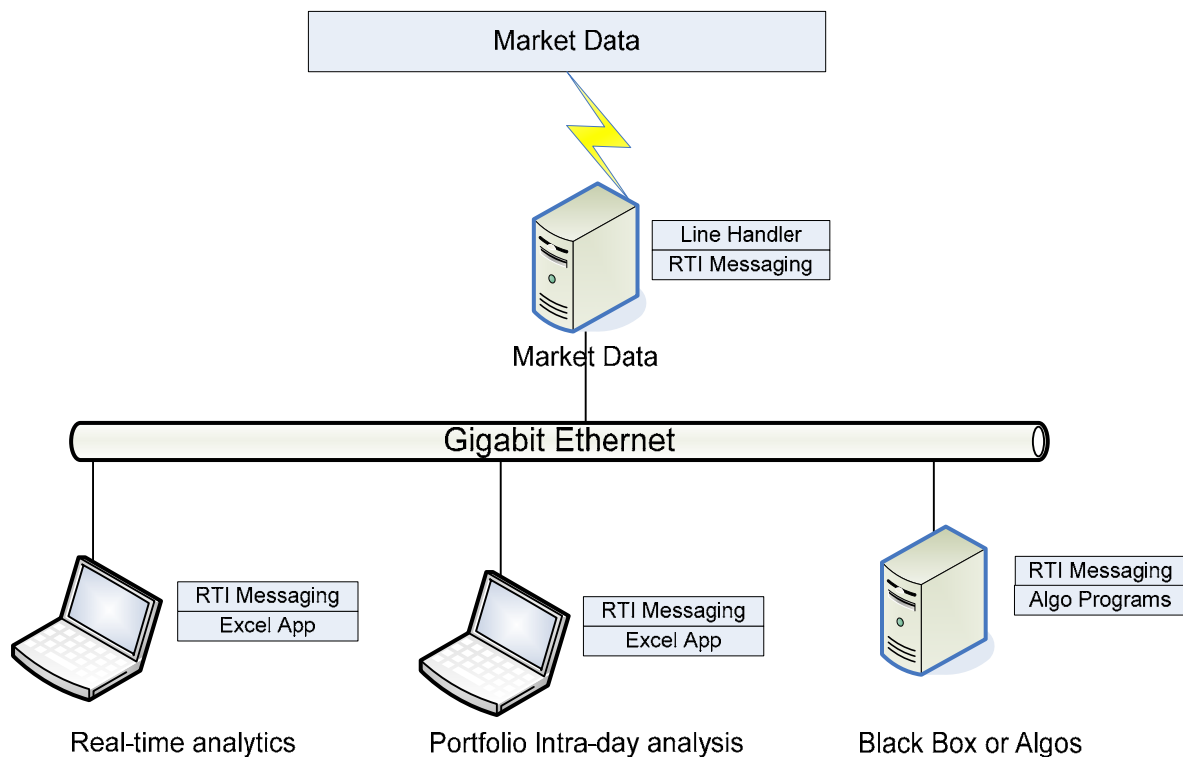 Market Data
Line Handler
RTI Messaging
Market Data
Gigabit Ethernet
RTI Messaging
Excel App
RTI Messaging
Excel App
RTI Messaging
Algo Programs
Real-time analytics
Portfolio Intra-day analysis
Black Box or Algos